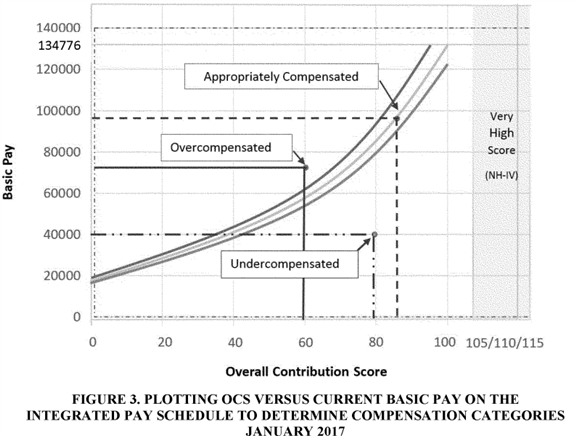 140000
134776
120000
100000
80000
60000
40000
20000
0
Basic Pay
Appropriately Compensated
Overcompensated
Undercompensated
Very
High
Score
(NH-IV)
0 20 40 60 80 100 105/110/115
Overall Contribution Score
FIGURE 3. PLOTTING OCS VERSUS CURRENT BASIC PAY ON THE
INTEGRATED PAY SCHEDULE TO DETERMINE COMPENSATION CATEGORIES
JANUARY 2017